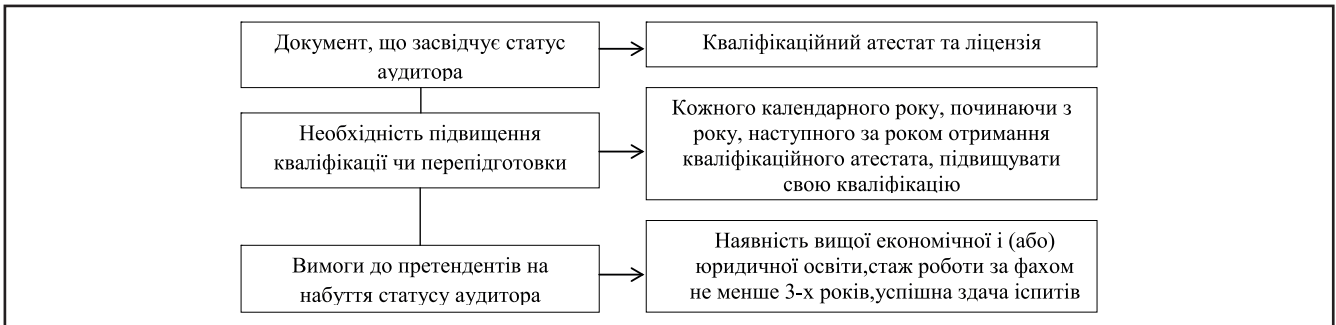 Документ, що засвідчує статус
аудитора
Кваліфікаційний атестат та ліцензія
Необхідність підвищення
кваліфікації чи перепідготовки
Кожного календарного року, починаючи з
року, наступного за роком отримання
кваліфікаційного атестата, підвищувати
свою кваліфікацію
Вимоги до претендентів на
набуття статусу аудитора
Наявність вищої економічної і (або)
юридичної освіти,стаж роботи за фахом
не менше 3-х років,успішна здача іспитів